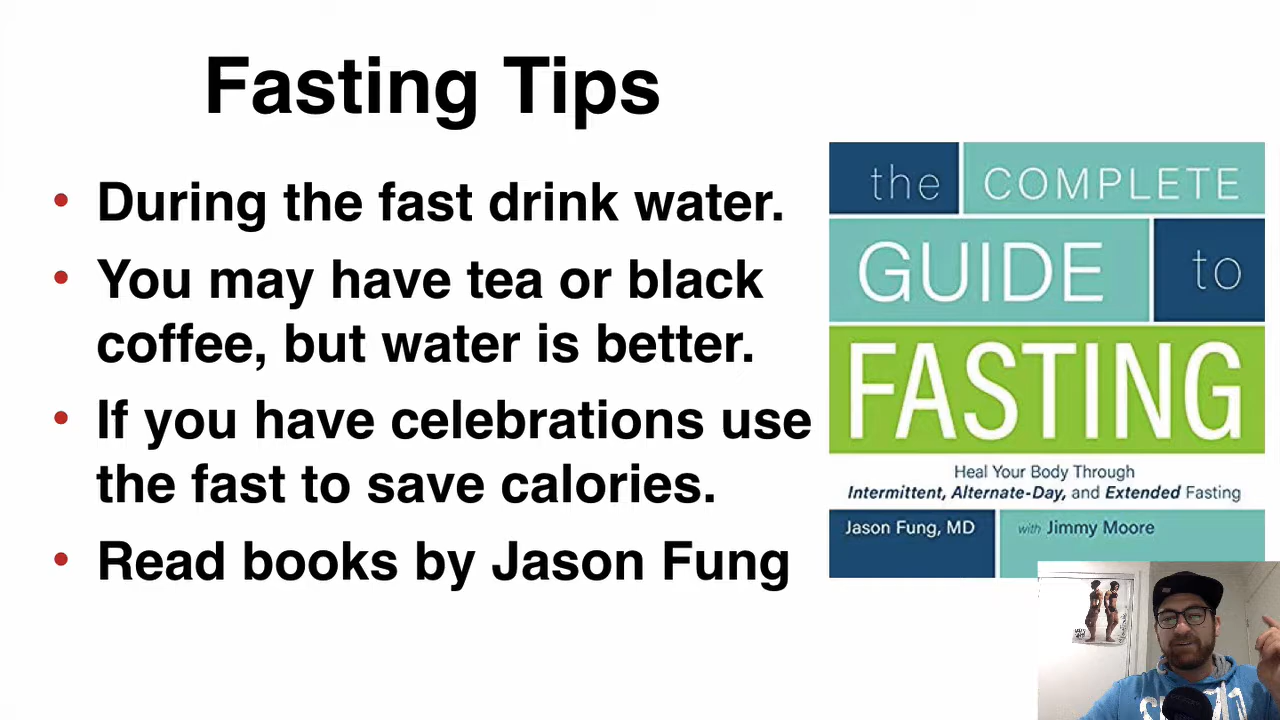 Fasting Tips
• During the fast drink water.
• You may have tea or black
coffee, but water is better.
• If you have celebrations use
the fast to save calories.
• Read books by Jason Fung
the COMPLETE
GUIDE to
FASTING
Heal Your Body Through
Intermittent, Alternate-Day, and Extended Fasting
Jason Fung, MD with Jimmy Moore